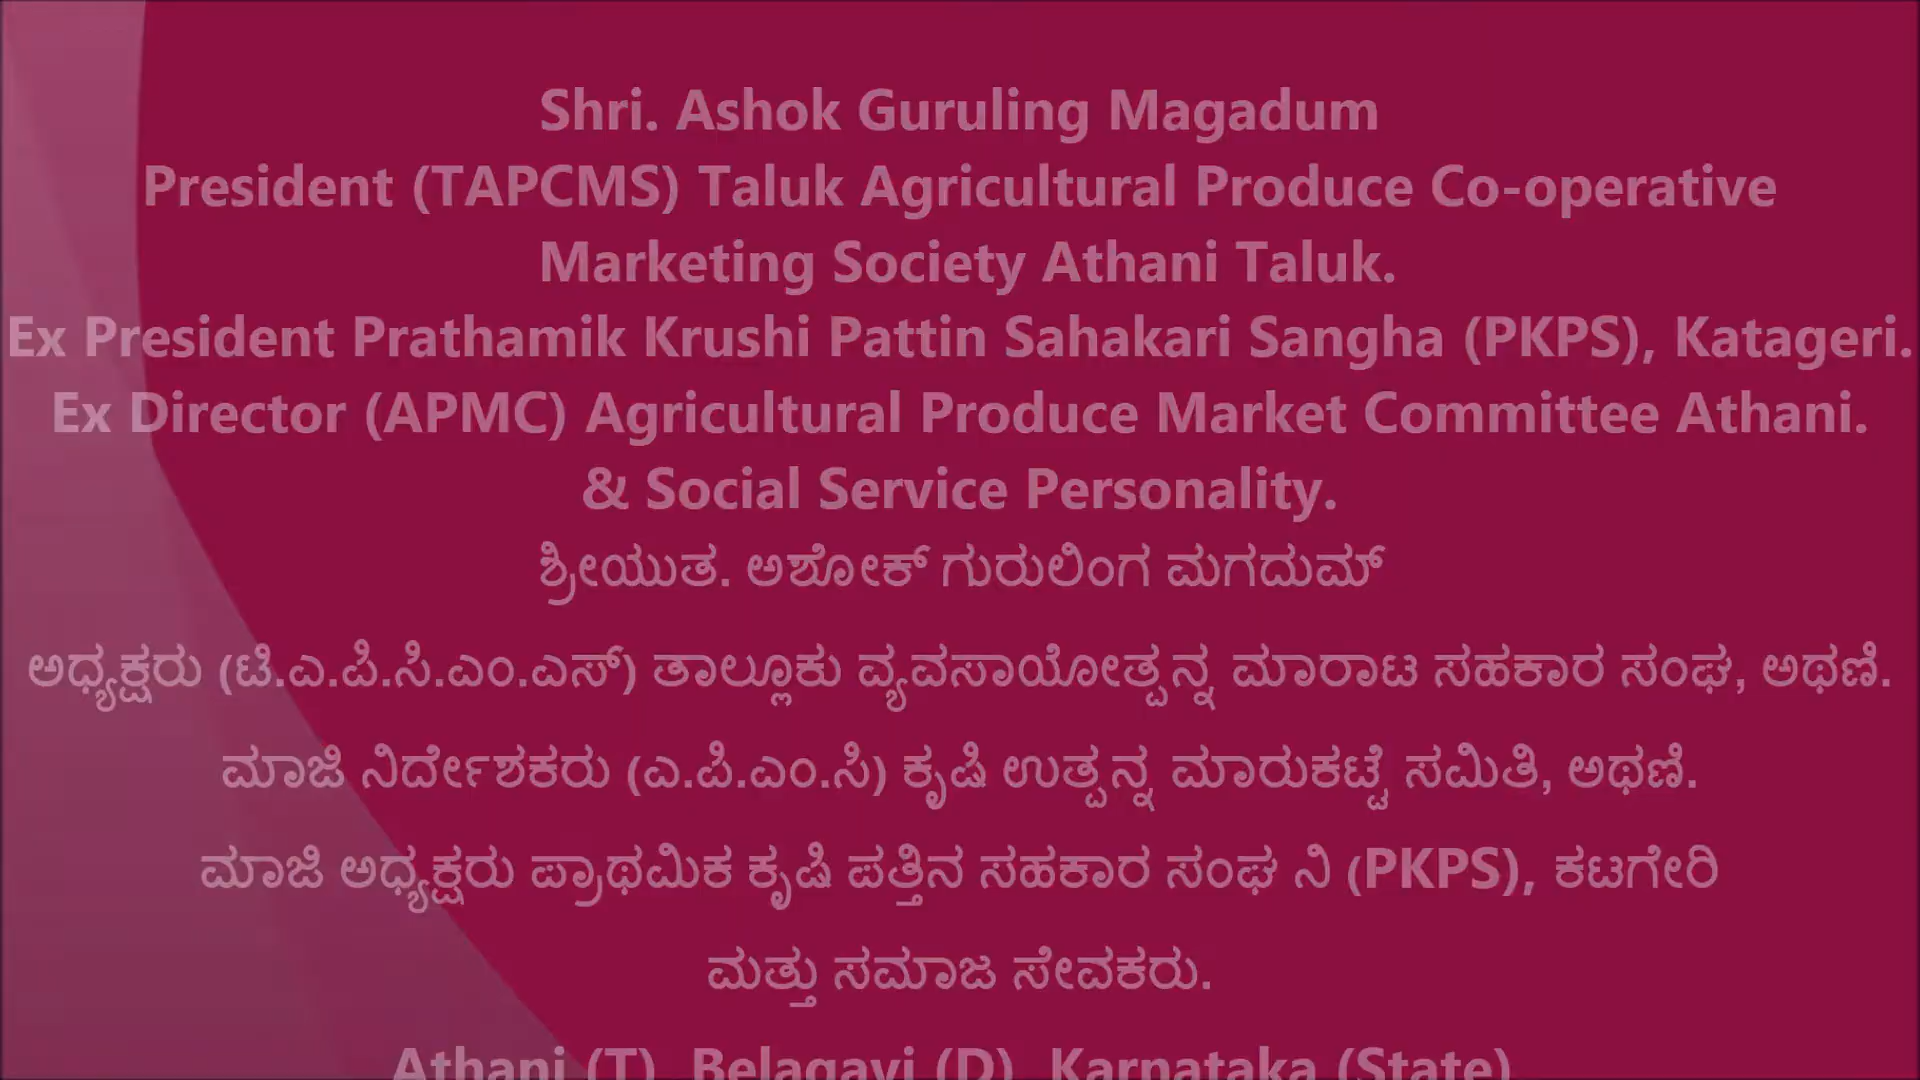 Shri. Ashok Guruling Magadum
President (TAPCMS) Taluk Agricultural Produce Co-operative
Marketing Society Athani Taluk.
Ex President Prathamik Krushi Pattin Sahakari Sangha (PKPS), Katageri.
Ex Director (APMC) Agricultural Produce Market Committee Athani.
& Social Service Personality.
ಶ್ರೀಯುತ. ಅಶೋಕ್ ಗುರುಲಿಂಗ ಮಗದುಮ್
ಅಧ್ಯಕ್ಷರು (ಟಿ.ಎ.ಪಿ.ಸಿ.ಎಂ.ಎಸ್) ತಾಲ್ಲೂಕು ವ್ಯವಸಾಯೋತ್ಪನ್ನ ಮಾರಾಟ ಸಹಕಾರ ಸಂಘ, ಅಥಣಿ.
ಮಾಜಿ ನಿರ್ದೇಶಕರು (ಎ.ಪಿ.ಎಂ.ಸಿ) ಕೃಷಿ ಉತ್ಪನ್ನ ಮಾರುಕಟ್ಟೆ ಸಮಿತಿ, ಅಥಣಿ.
ಮಾಜಿ ಅಧ್ಯಕ್ಷರು ಪ್ರಾಥಮಿಕ ಕೃಷಿ ಪತ್ತಿನ ಸಹಕಾರ ಸಂಘ ನಿ (PKPS), ಕಟಗೇರಿ
ಮತ್ತು ಸಮಾಜ ಸೇವಕರು.
Athani (T), Belagavi (D), Karnataka (State)